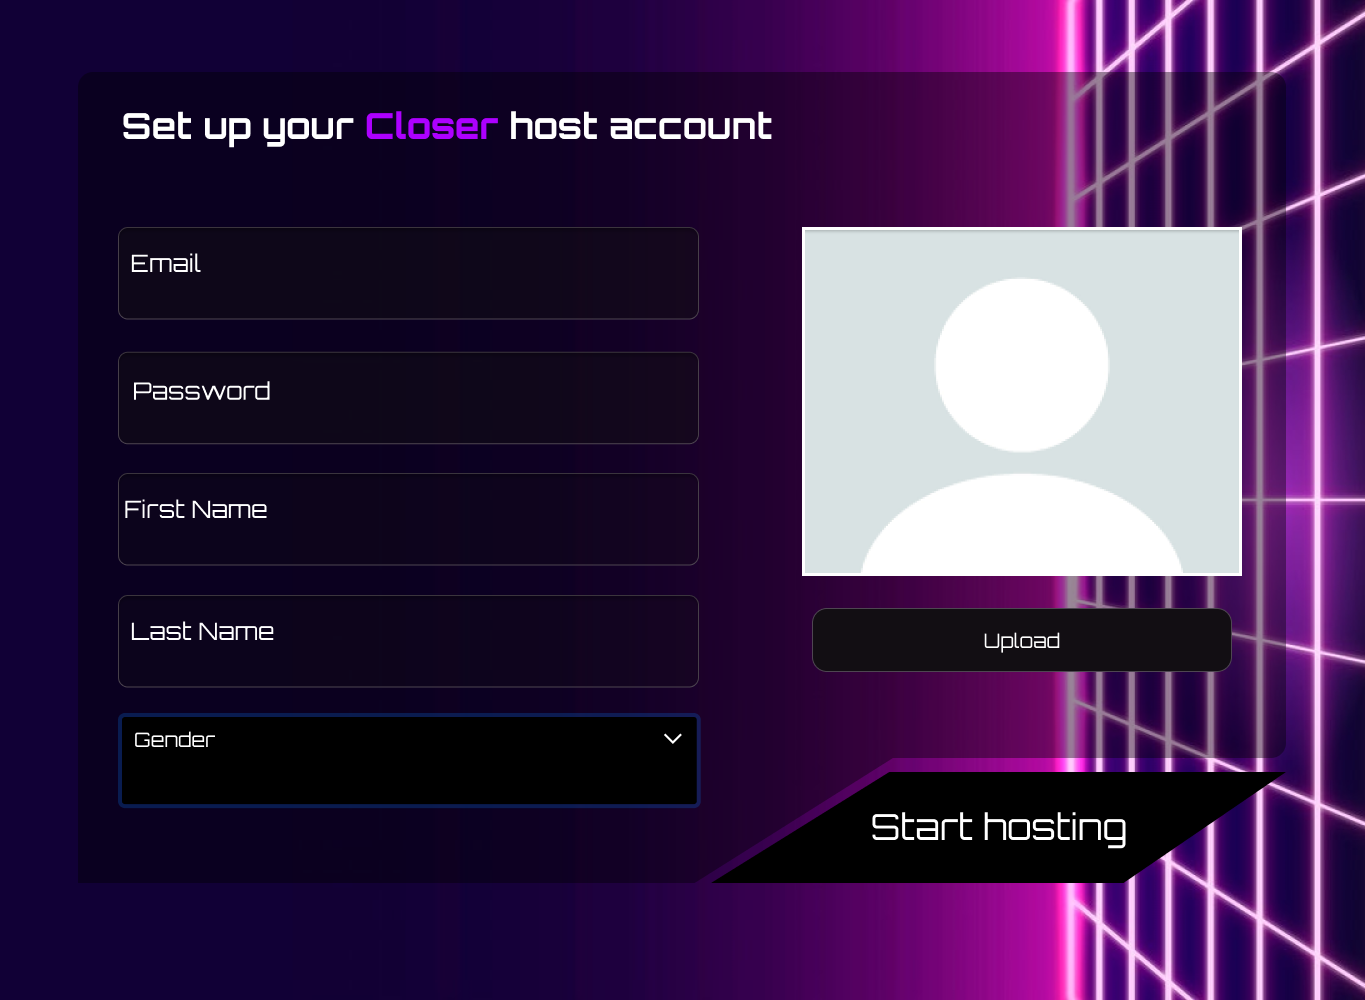 Set up your Closer host account
Email
Password
First Name
Last Name
Gender
Upload
Start hosting